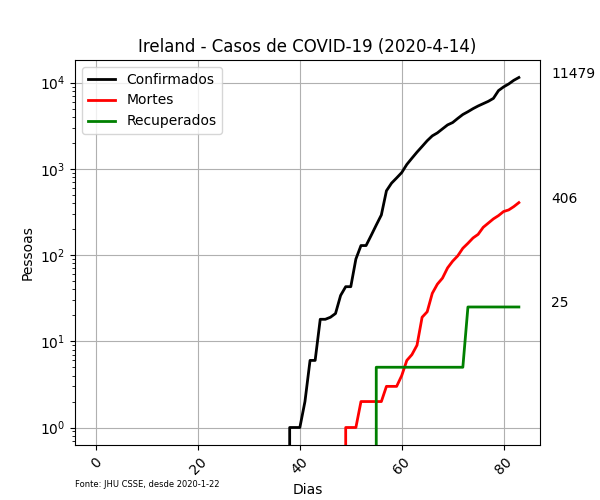 Ireland - Casos de COVID-19 (2020-4-14)
Confirmados
Mortes
Recuperados
11479
406
25
Pessoas
10⁴
10³
10²
10¹
10⁰
0
20
40
60
80
Dias
Fonte: JHU CSSE, desde 2020-1-22